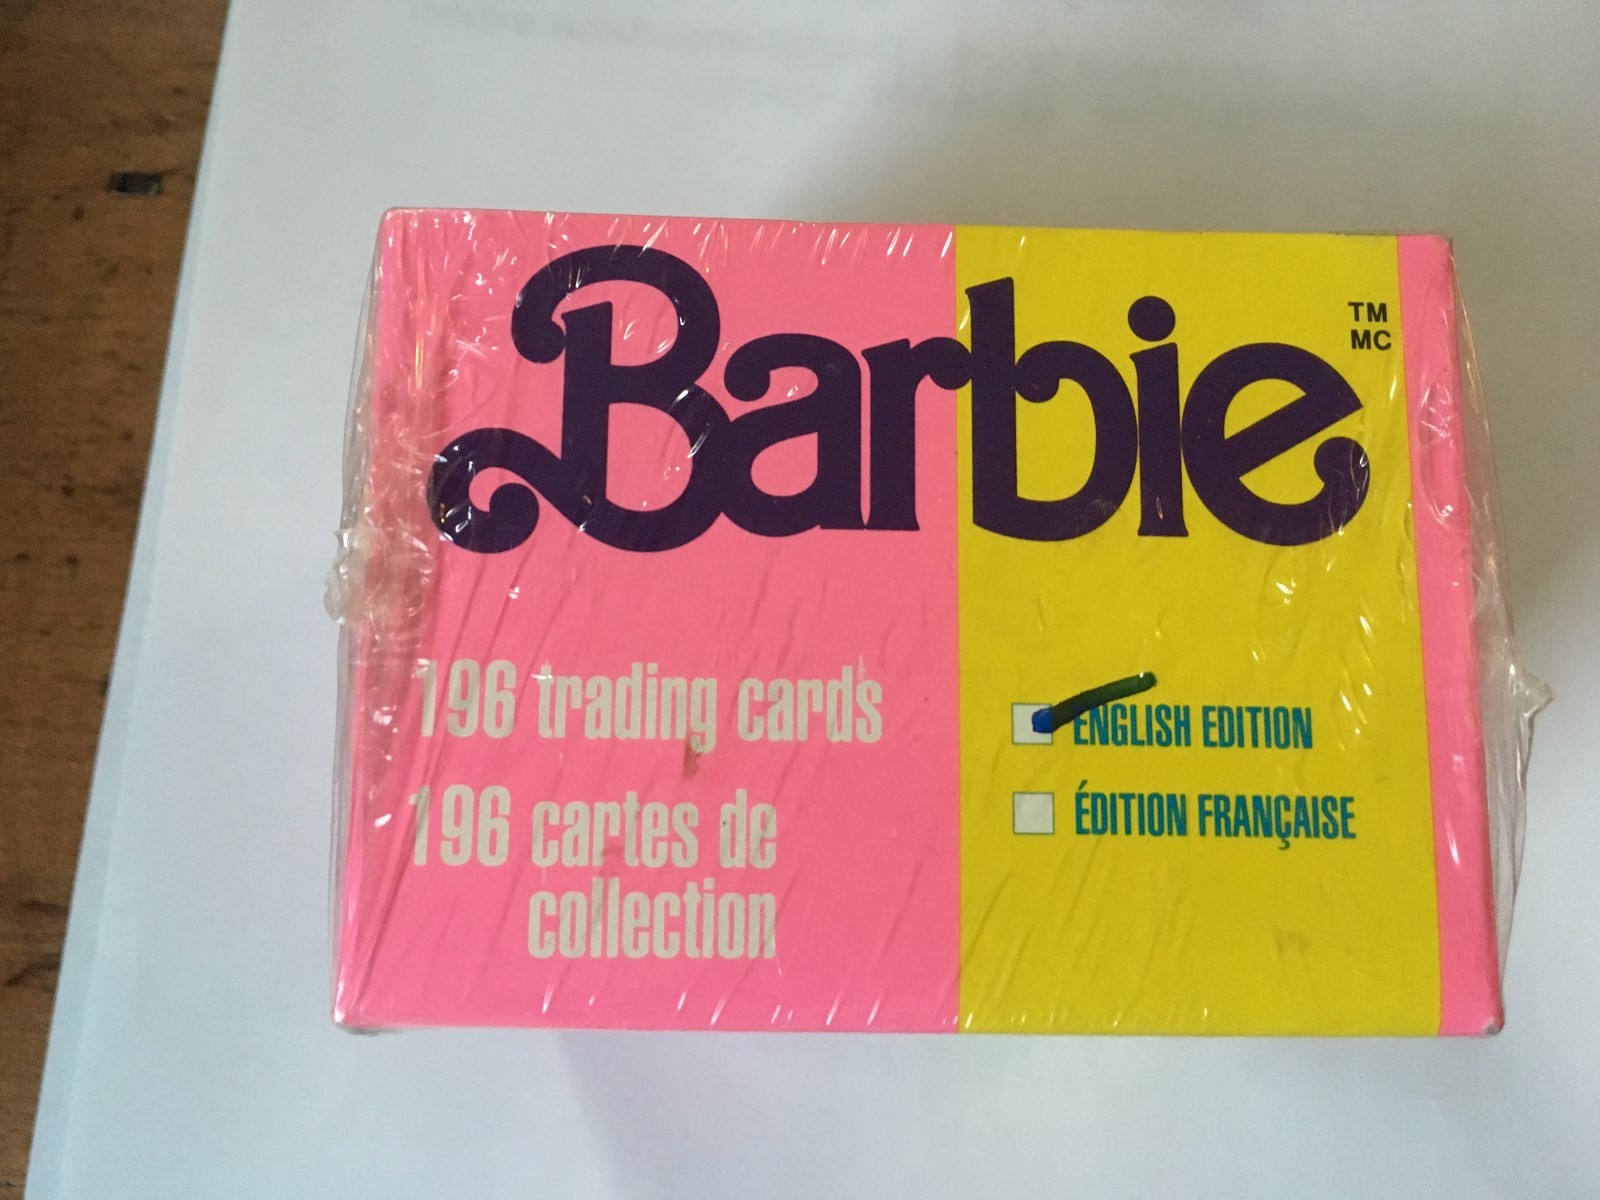 Barbie
TM
MC
196 trading cards
196 cartes de
collection
ENGLISH EDITION
ÉDITION FRANÇAISE